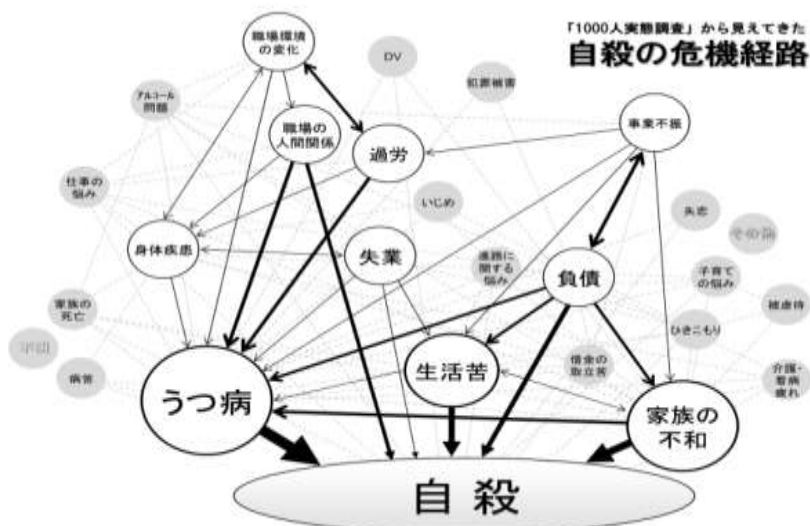 「1000人実態調査」から見えてきた
自殺の危機経路
職場環境
の変化
DV
アルコール
問題
犯罪被害
事業不振
職場の
人間関係
過労
仕事の
悩み
いじめ
失恋
その他
身体疾患
失業
進路に
関する悩み
負債
子育て
の悩み
家族の
死亡
被虐待
ひきこもり
病苦
生活苦
借金の
取立苦
介護・
看病
疲れ
うつ病
家族の
不和
自殺